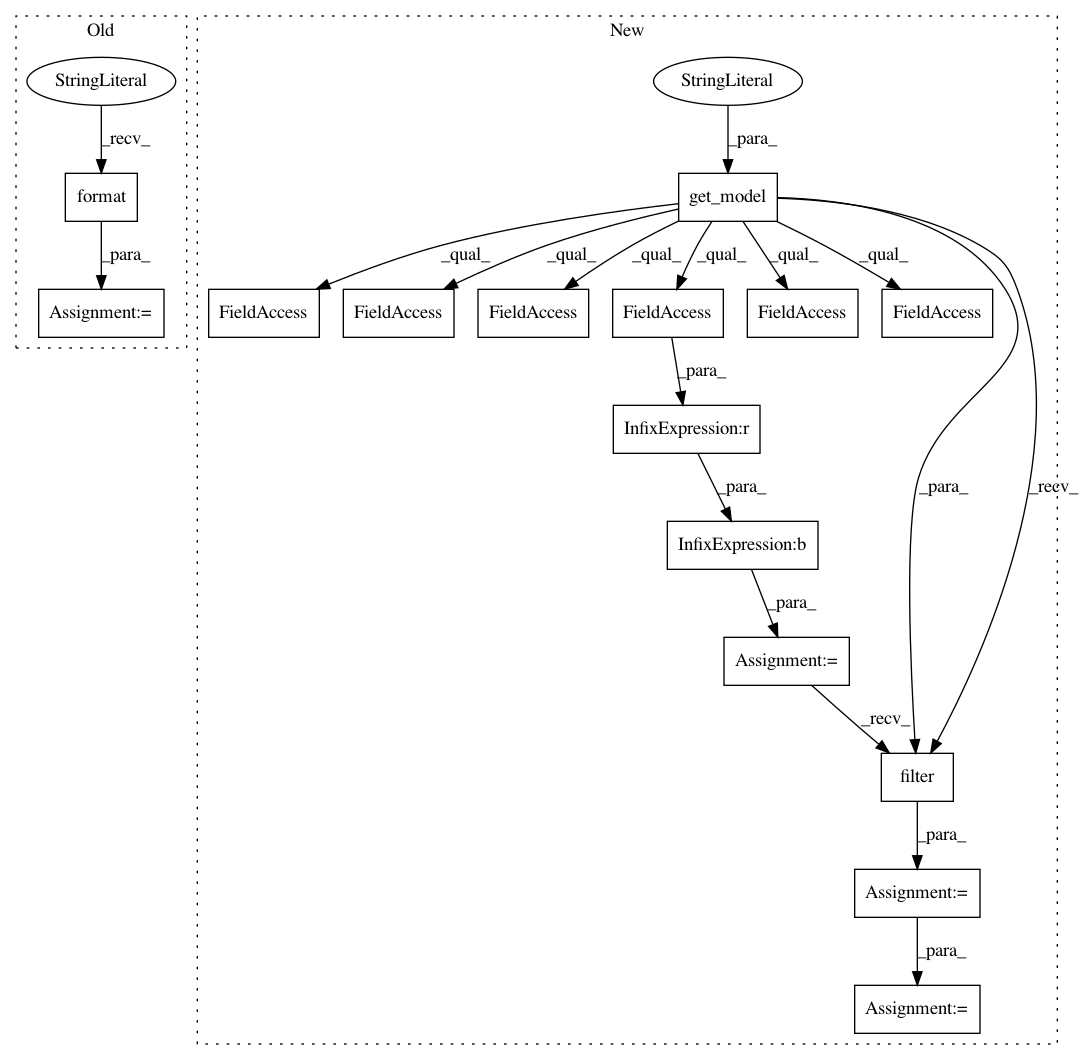 Old
New
StringLiteral
StringLiteral
_recv_
_para_
format
get_model
_para_
_qual_
_qual_
_qual_
_qual_
_qual_
_qual_
Assignment:=
FieldAccess
FieldAccess
FieldAccess
FieldAccess
FieldAccess
FieldAccess
_para_
InfixExpression:r
_para_
_para_
_recv_
InfixExpression:b
_para_
Assignment:=
_recv_
filter
_para_
Assignment:=
_para_
Assignment:=